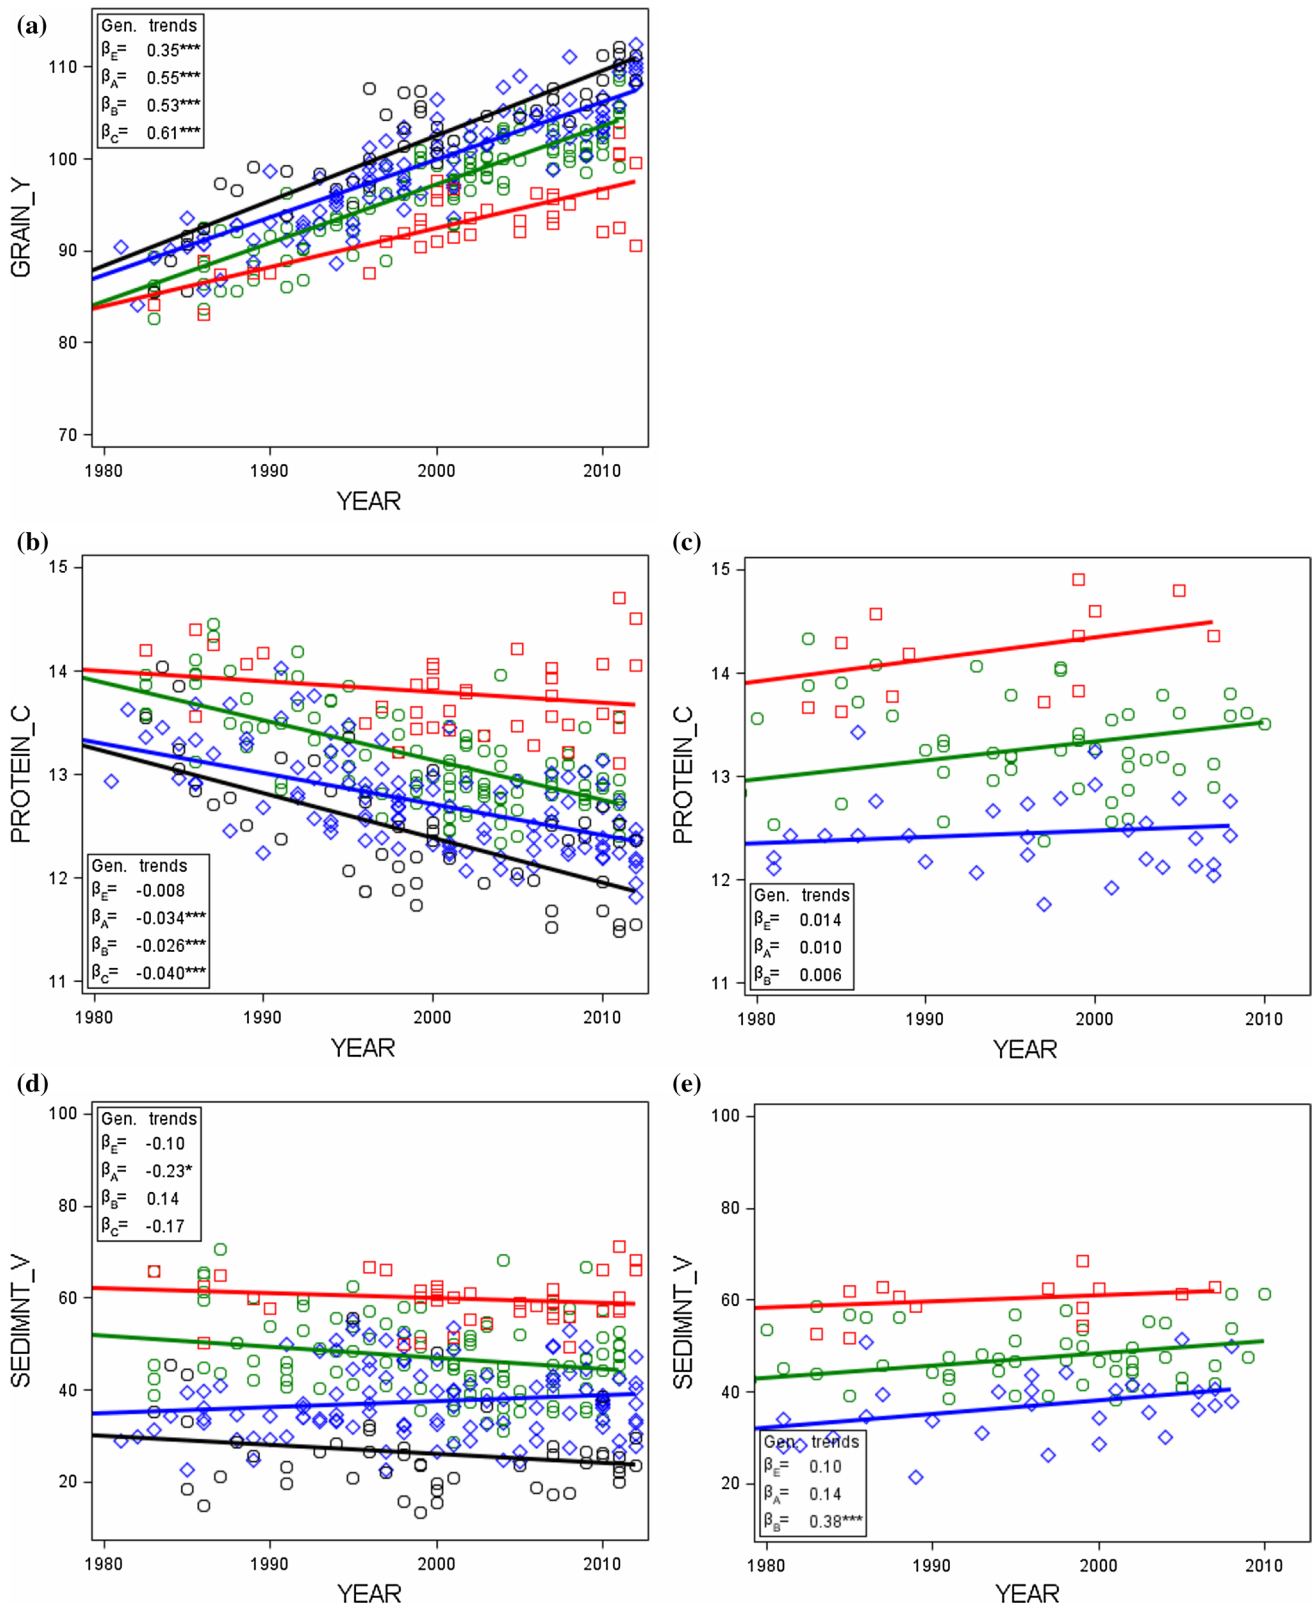 (a)
Gen. trends
βE= 0.35***
βA= 0.55***
βB= 0.53***
βC= 0.61***
110
100
90
80
70
GRAIN_Y
1980 1990 2000 2010
YEAR
(b)
15
14
13
12
11
PROTEIN_C
Gen. trends
βE= -0.008
βA= -0.034***
βB= -0.026***
βC= -0.040***
1980 1990 2000 2010
YEAR
(c)
15
14
13
12
11
PROTEIN_C
Gen. trends
βE= 0.014
βA= 0.010
βB= 0.006
1980 1990 2000 2010
YEAR
(d)
100
80
60
40
20
SEDIMNT_V
Gen. trends
βE= -0.10
βA= -0.23*
βB= 0.14
βC= -0.17
1980 1990 2000 2010
YEAR
(e)
100
80
60
40
20
SEDIMNT_V
Gen. trends
βE= 0.10
βA= 0.14
βB= 0.38***
1980 1990 2000 2010
YEAR